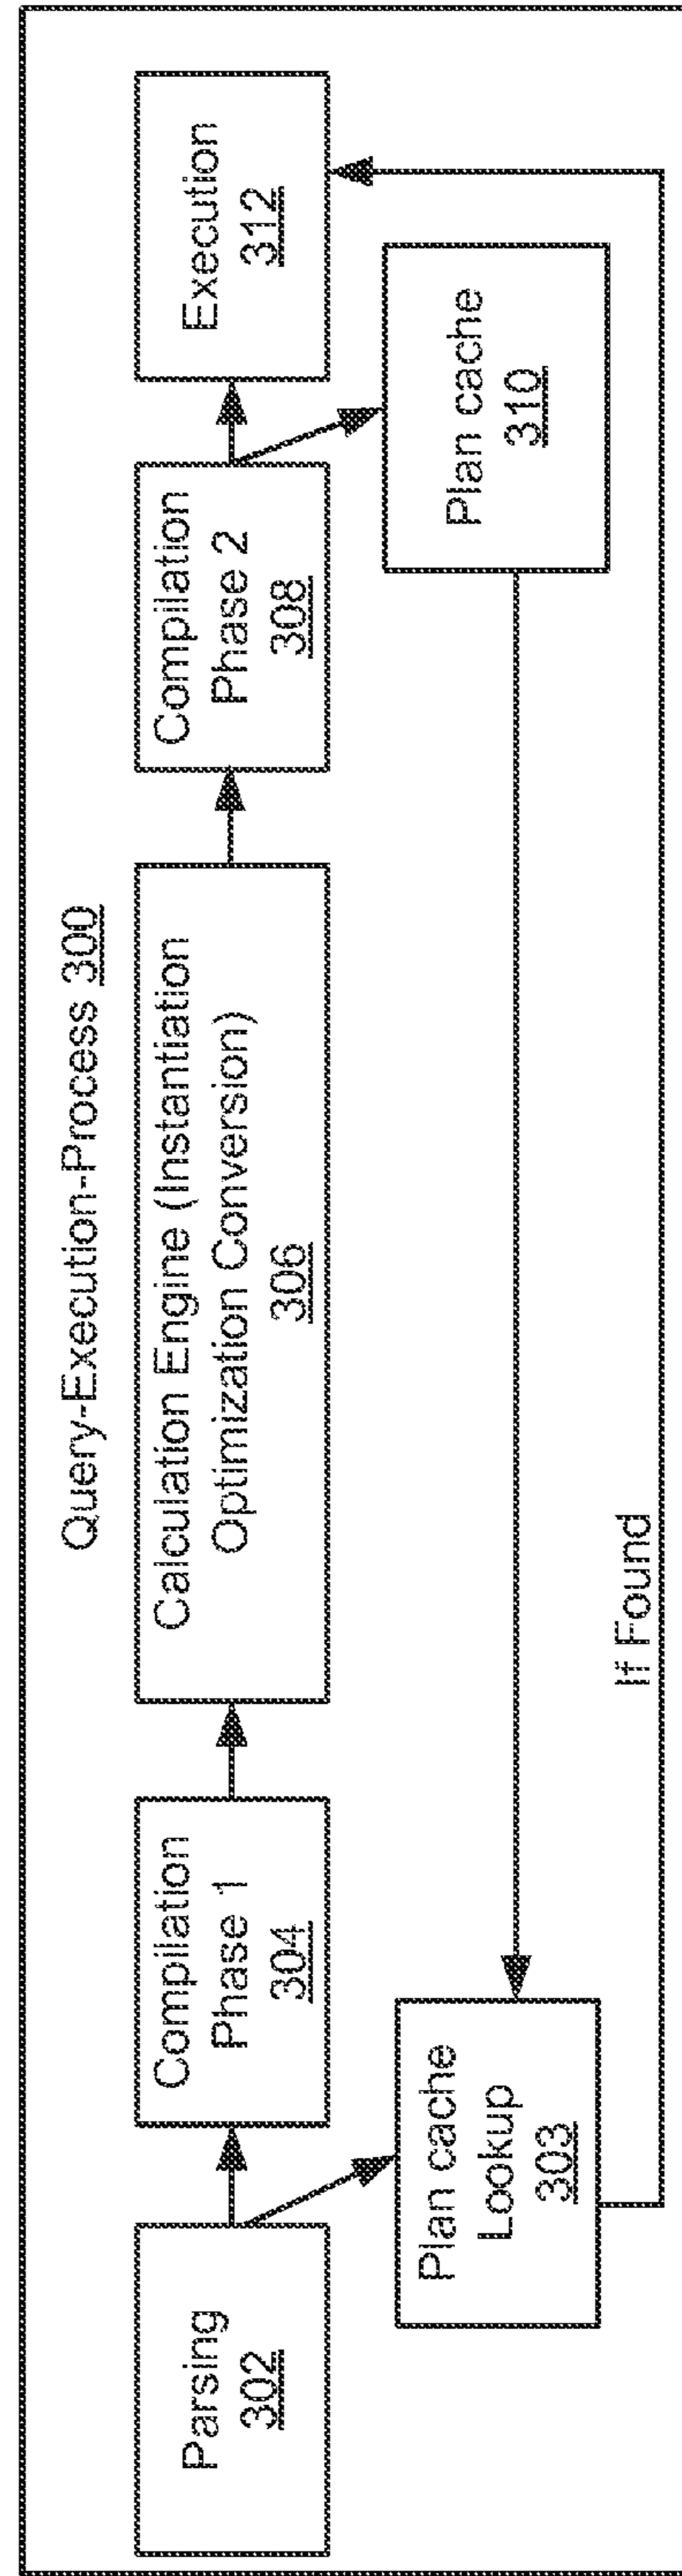 Query-Execution-Process 300
Parsing
302
Compilation
Phase 1
304
Calculation Engine (Instantiation
Optimization Conversion)
306
Compilation
Phase 2
308
Execution
312
Plan cache
Lookup
303
Plan cache
310
If Found